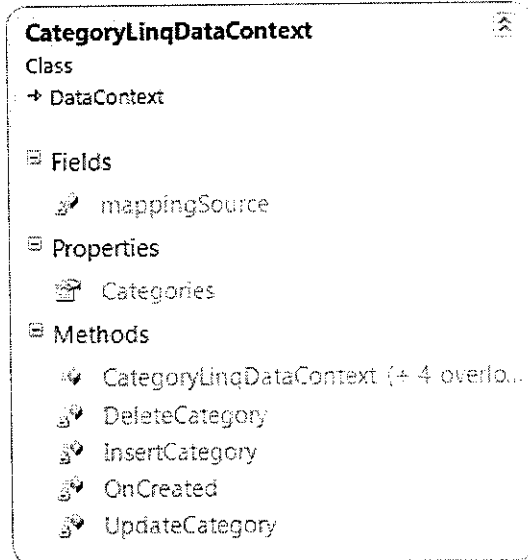 CategoryLinqDataContext
Class
→ DataContext
Fields
mappingSource
Properties
Categories
Methods
CategoryLinqDataContext (+ 4 overlo...
DeleteCategory
InsertCategory
OnCreated
UpdateCategory